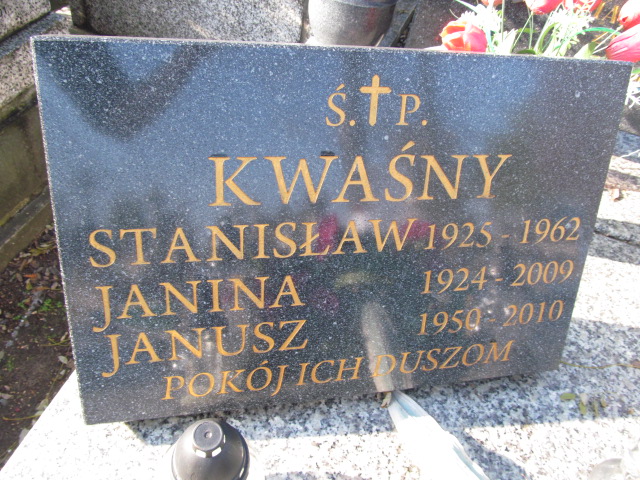 Ś. P.
KWAŚNY
STANISŁAW 1925 - 1962
JANINA 1924 - 2009
JANUSZ 1950 - 2010
POKÓJ ICH DUSZOM